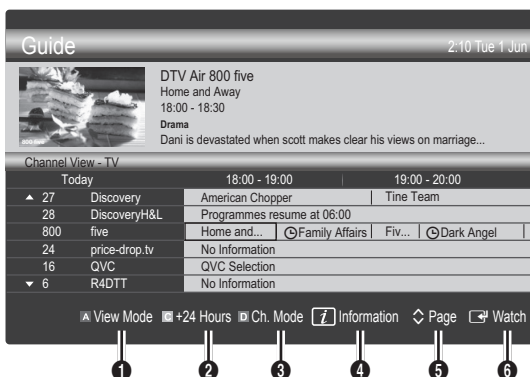 Guide
2:10 Tue 1 Jun
DTV Air 800 five
Home and Away
18:00 - 18:30
Drama
Dani is devastated when scott makes clear his views on marriage...
800 five
Channel View - TV
Today 18:00 - 19:00 19:00 - 20:00
▲ 27 Discovery American Chopper Tine Team
28 DiscoveryH&L Programmes resume at 06:00
800 five Home and... Family Affairs Fiv... Dark Angel
24 price-drop.tv No Information
16 QVC QVC Selection
▼ 6 R4DTT No Information
A View Mode C +24 Hours D Ch. Mode i Information Page Watch
1 2 3 4 5 6